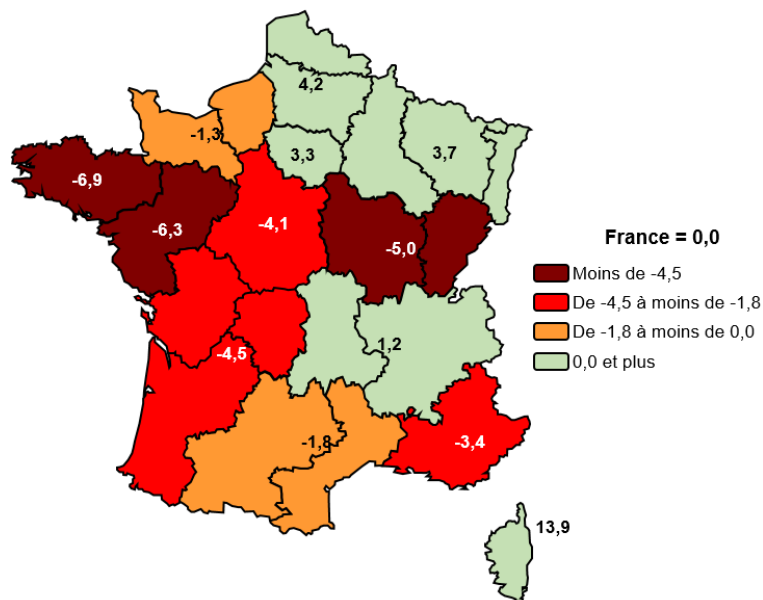 4,2
-1,3
3,3
3,7
-6,9
-6,3
-4,1
-5,0
France = 0,0
Moins de -4,5
De -4,5 à moins de -1,8
De -1,8 à moins de 0,0
0,0 et plus
1,2
-4,5
-1,8
-3,4
13,9